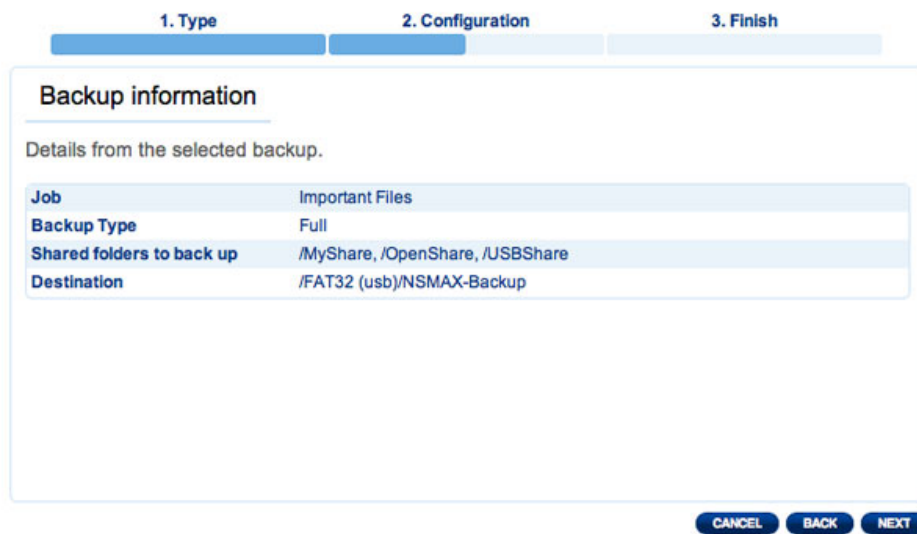 1. Type 2. Configuration 3. Finish
Backup information
Details from the selected backup.
Job Important Files
Backup Type Full
Shared folders to back up /MyShare, /OpenShare, /USBShare
Destination /FAT32 (usb)/NSMAX-Backup
CANCEL BACK NEXT